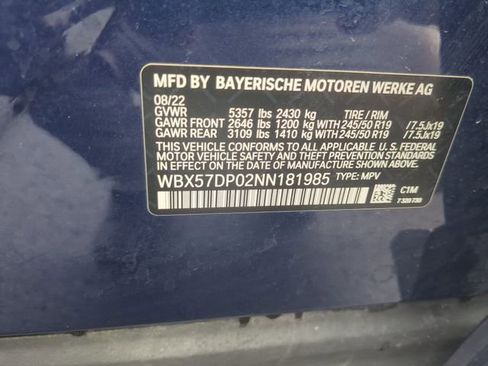 MFD BY BAYERISCHE MOTOREN WERKE AG
08/22
GVWR 5357 lbs 2430 kg TIRE / RIM
GAWR FRONT 2646 lbs 1200 kg WITH 245/50 R19 /7.5Jx19
GAWR REAR 3109 lbs 1410 kg WITH 245/50 R19 /7.5Jx19
THIS VEHICLE CONFORMS TO ALL APPLICABLE U.S. FEDERAL
MOTOR VEHICLE SAFETY AND THEFT PREVENTION STANDARDS
IN EFFECT ON THE DATE OF MANUFACTURE SHOWN ABOVE.
WBX57DP02NN181985 TYPE: MPV
C1M